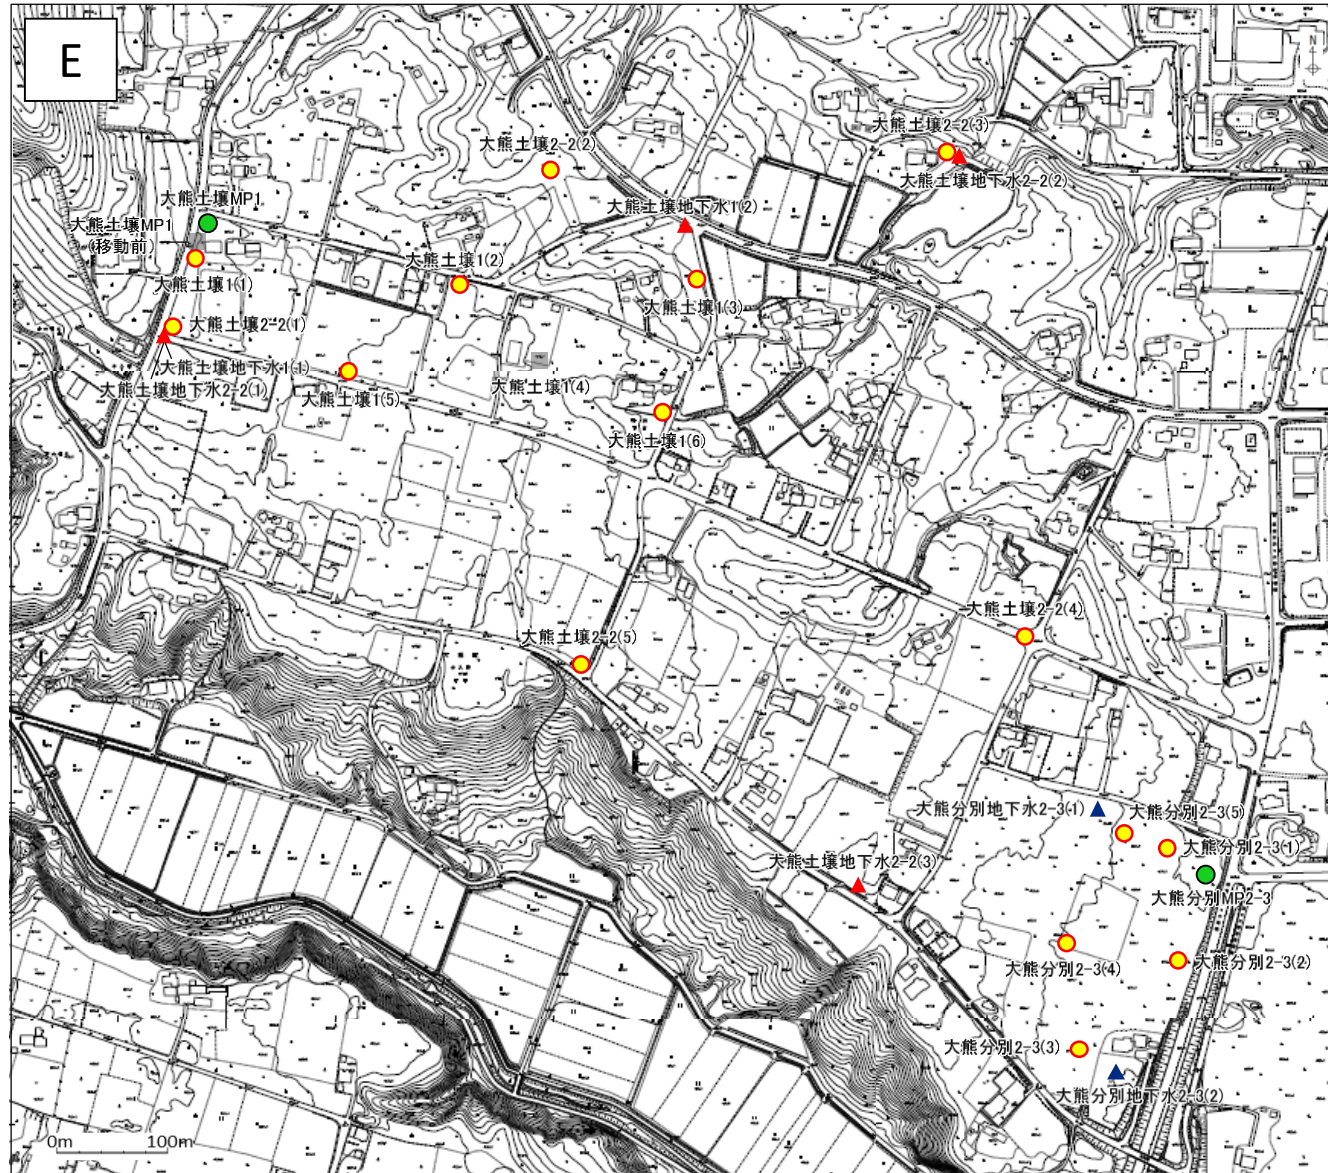 E
N
大熊土壌2-2(3)
大熊土壌2-2(2)
大熊土壌地下水2-2(2)
大熊土壌MP1
大熊土壌地下水1(2)
大熊土壌MP1
(移動前)
大熊土壌1(2)
大熊土壌1(1)
大熊土壌1(3)
大熊土壌2-2(1)
大熊土壌地下水1(1)
大熊土壌地下水2-2(1)
大熊土壌1(4)
大熊土壌1(5)
大熊土壌1(6)
大熊土壌2-2(4)
大熊土壌2-2(5)
大熊分別地下水2-3(1)
大熊分別2-3(5)
大熊分別2-3(1)
大熊土壌地下水2-2(3)
大熊分別MP2-3
大熊分別2-3(4)
大熊分別2-3(2)
大熊分別2-3(3)
大熊分別地下水2-3(2)
0m 100m